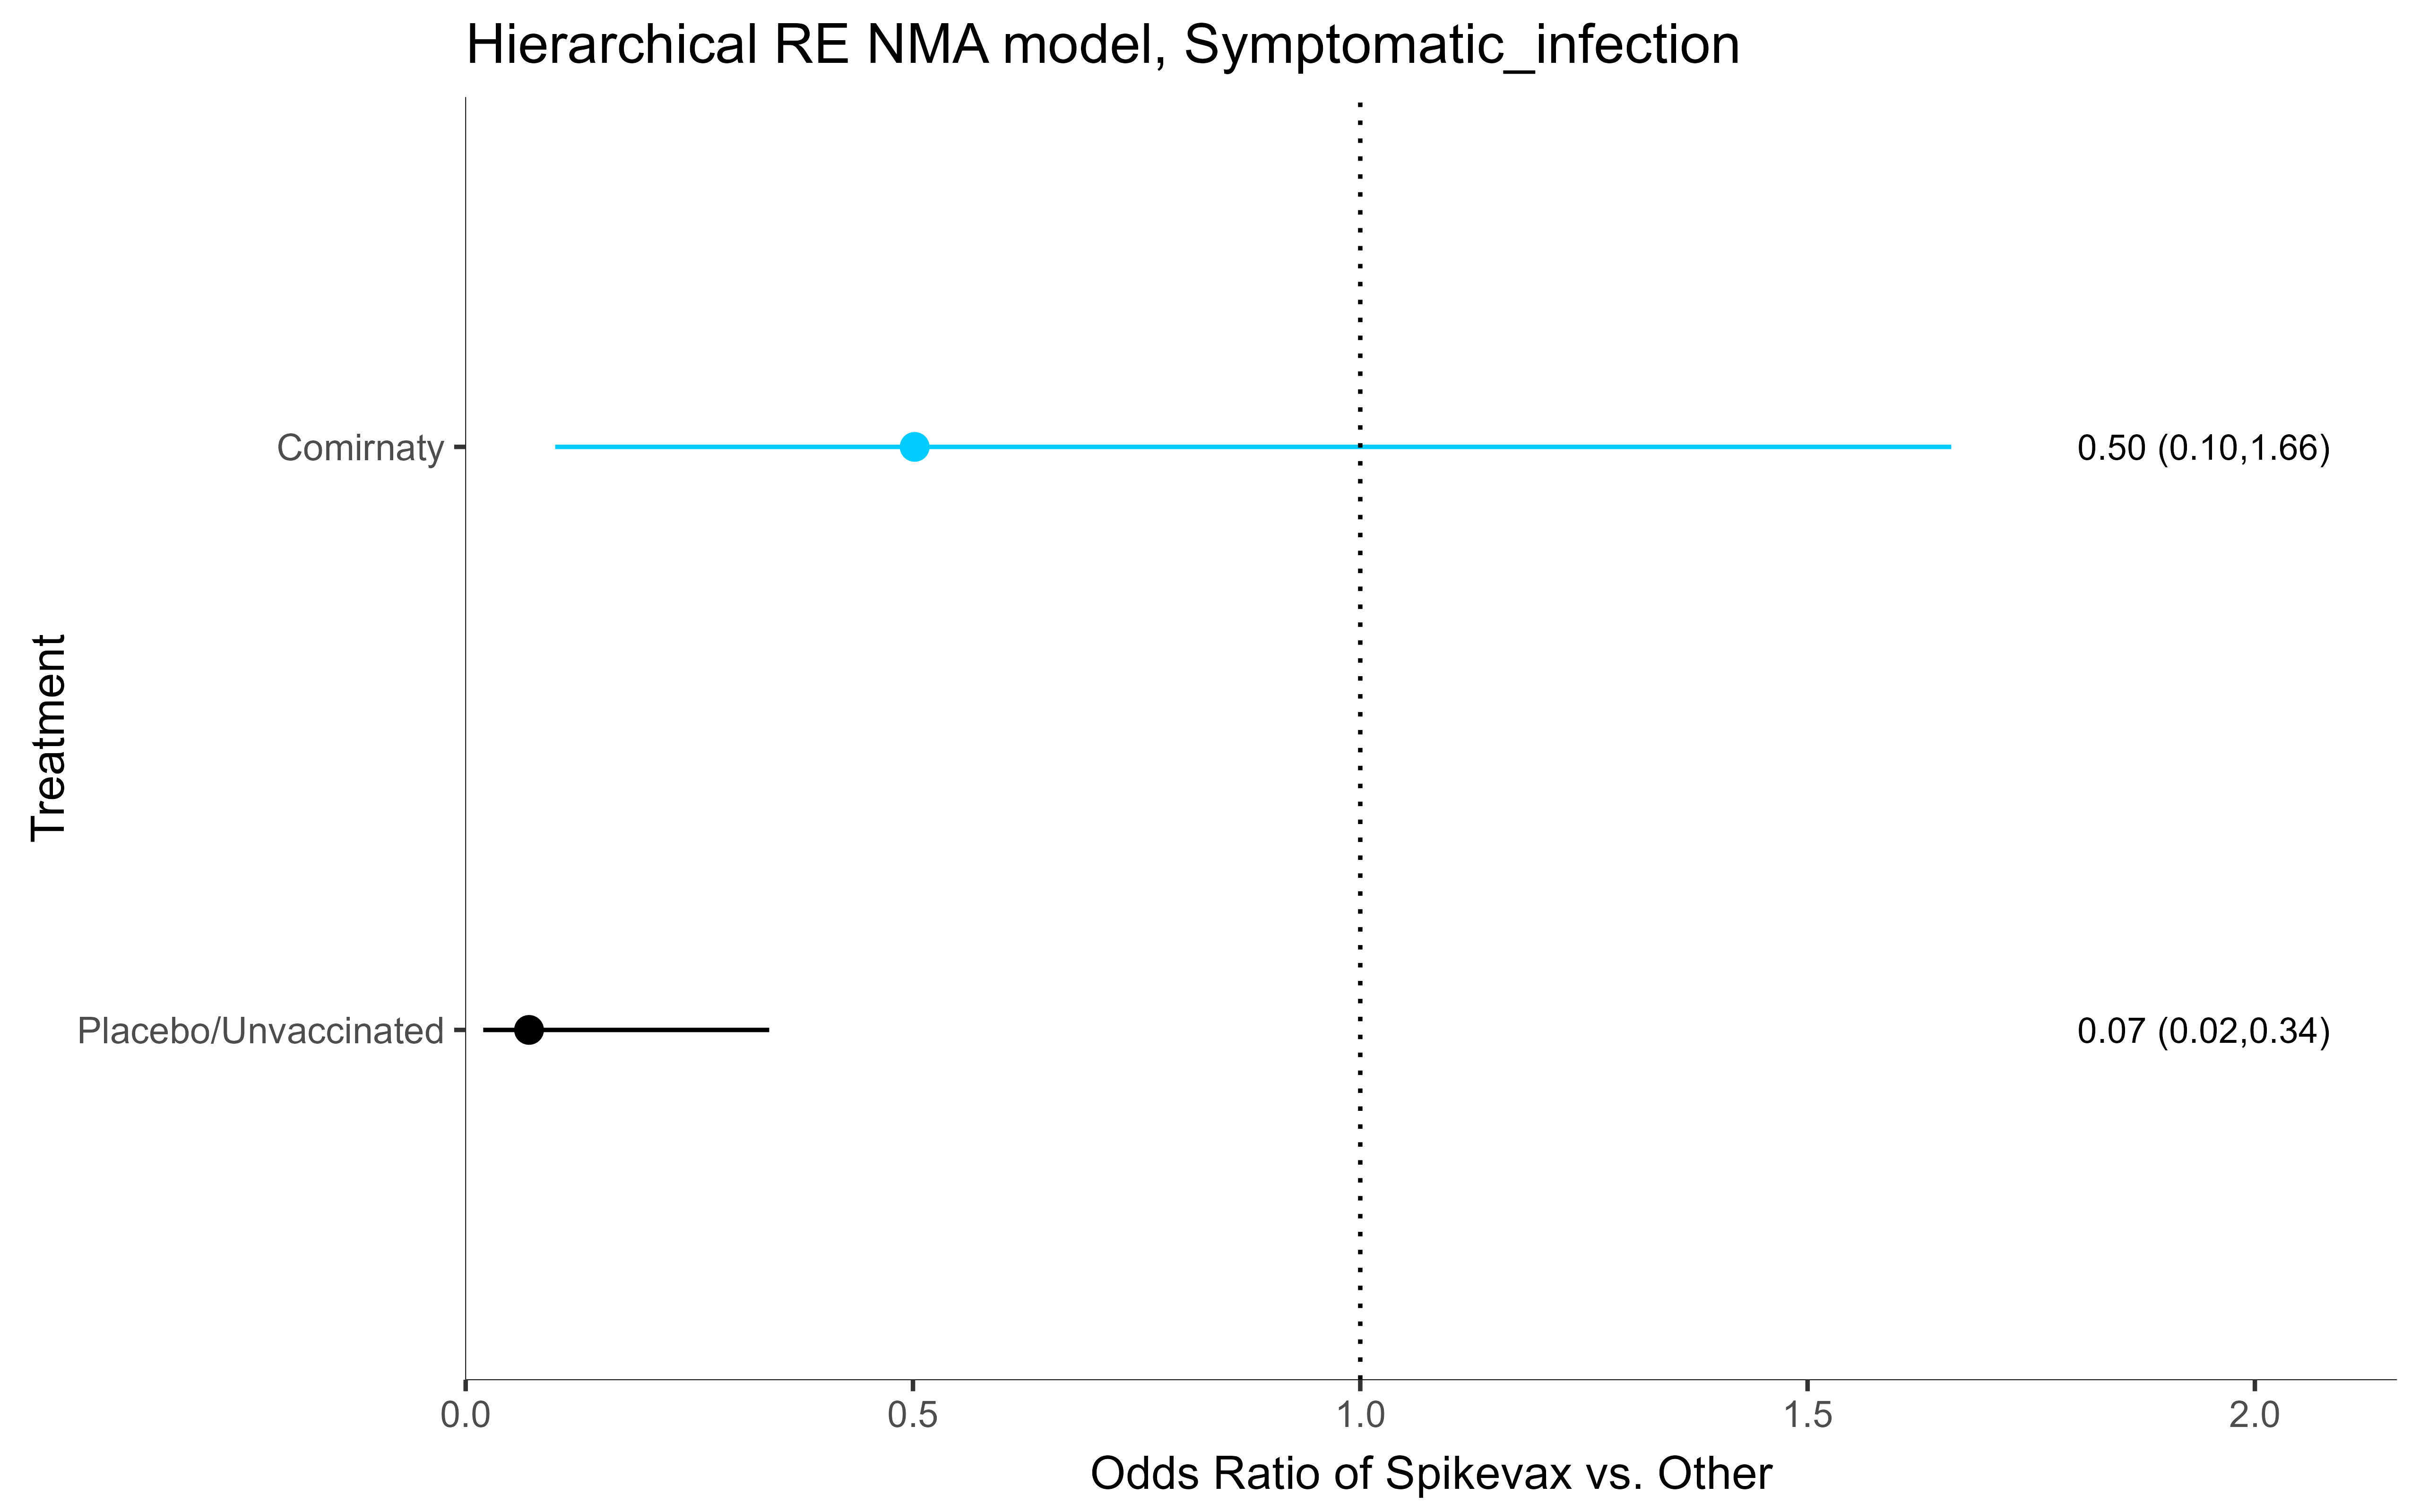 Hierarchical RE NMA model, Symptomatic_infection
Treatment
Comirnaty
0.50 (0.10,1.66)
Placebo/Unvaccinated
0.07 (0.02,0.34)
0.0 0.5 1.0 1.5 2.0
Odds Ratio of Spikevax vs. Other